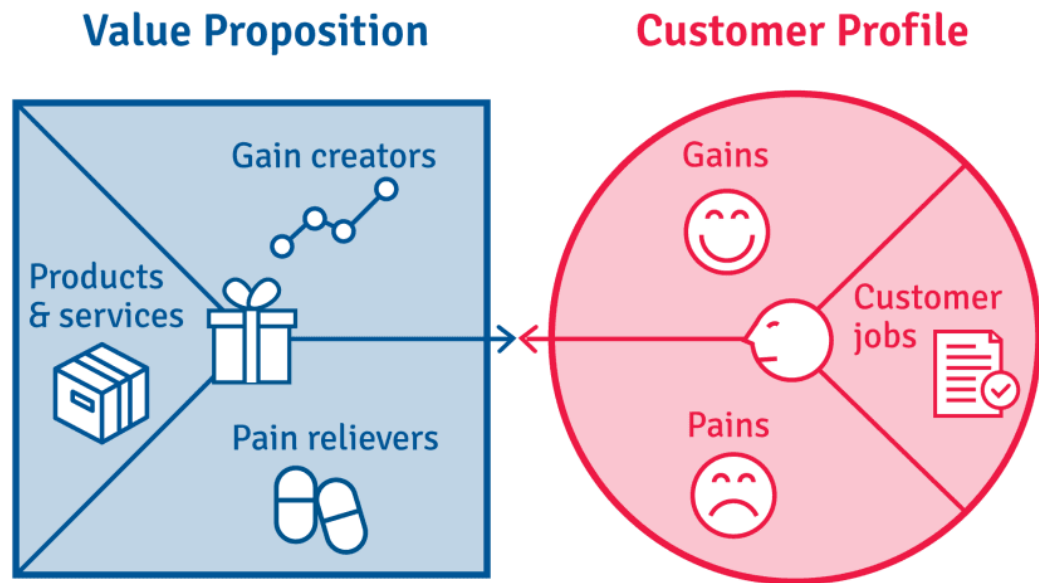 Value Proposition
Customer Profile
Gain creators
Products
& services
Pain relievers
Gains
Customer
jobs
Pains